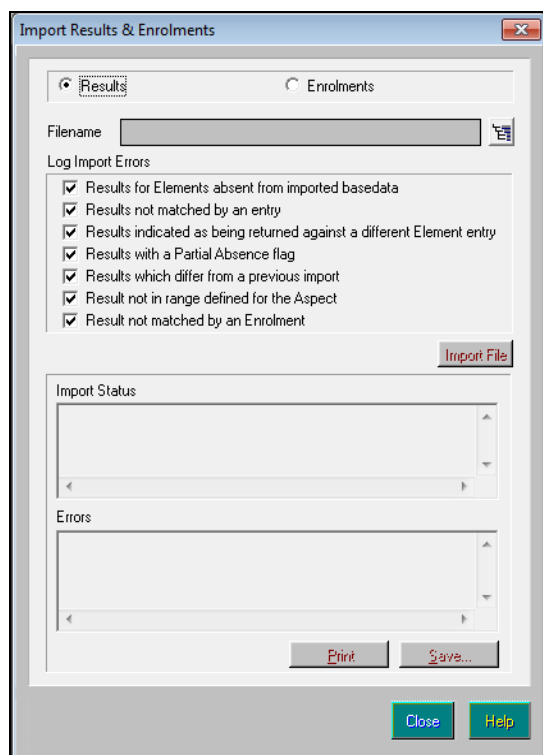 Import Results & Enrolments
Results Enrolments
Filename
Log Import Errors
Results for Elements absent from imported basedata
Results not matched by an entry
Results indicated as being returned against a different Element entry
Results with a Partial Absence flag
Results which differ from a previous import
Result not in range defined for the Aspect
Result not matched by an Enrolment
Import File
Import Status
Errors
Print Save...
Close Help